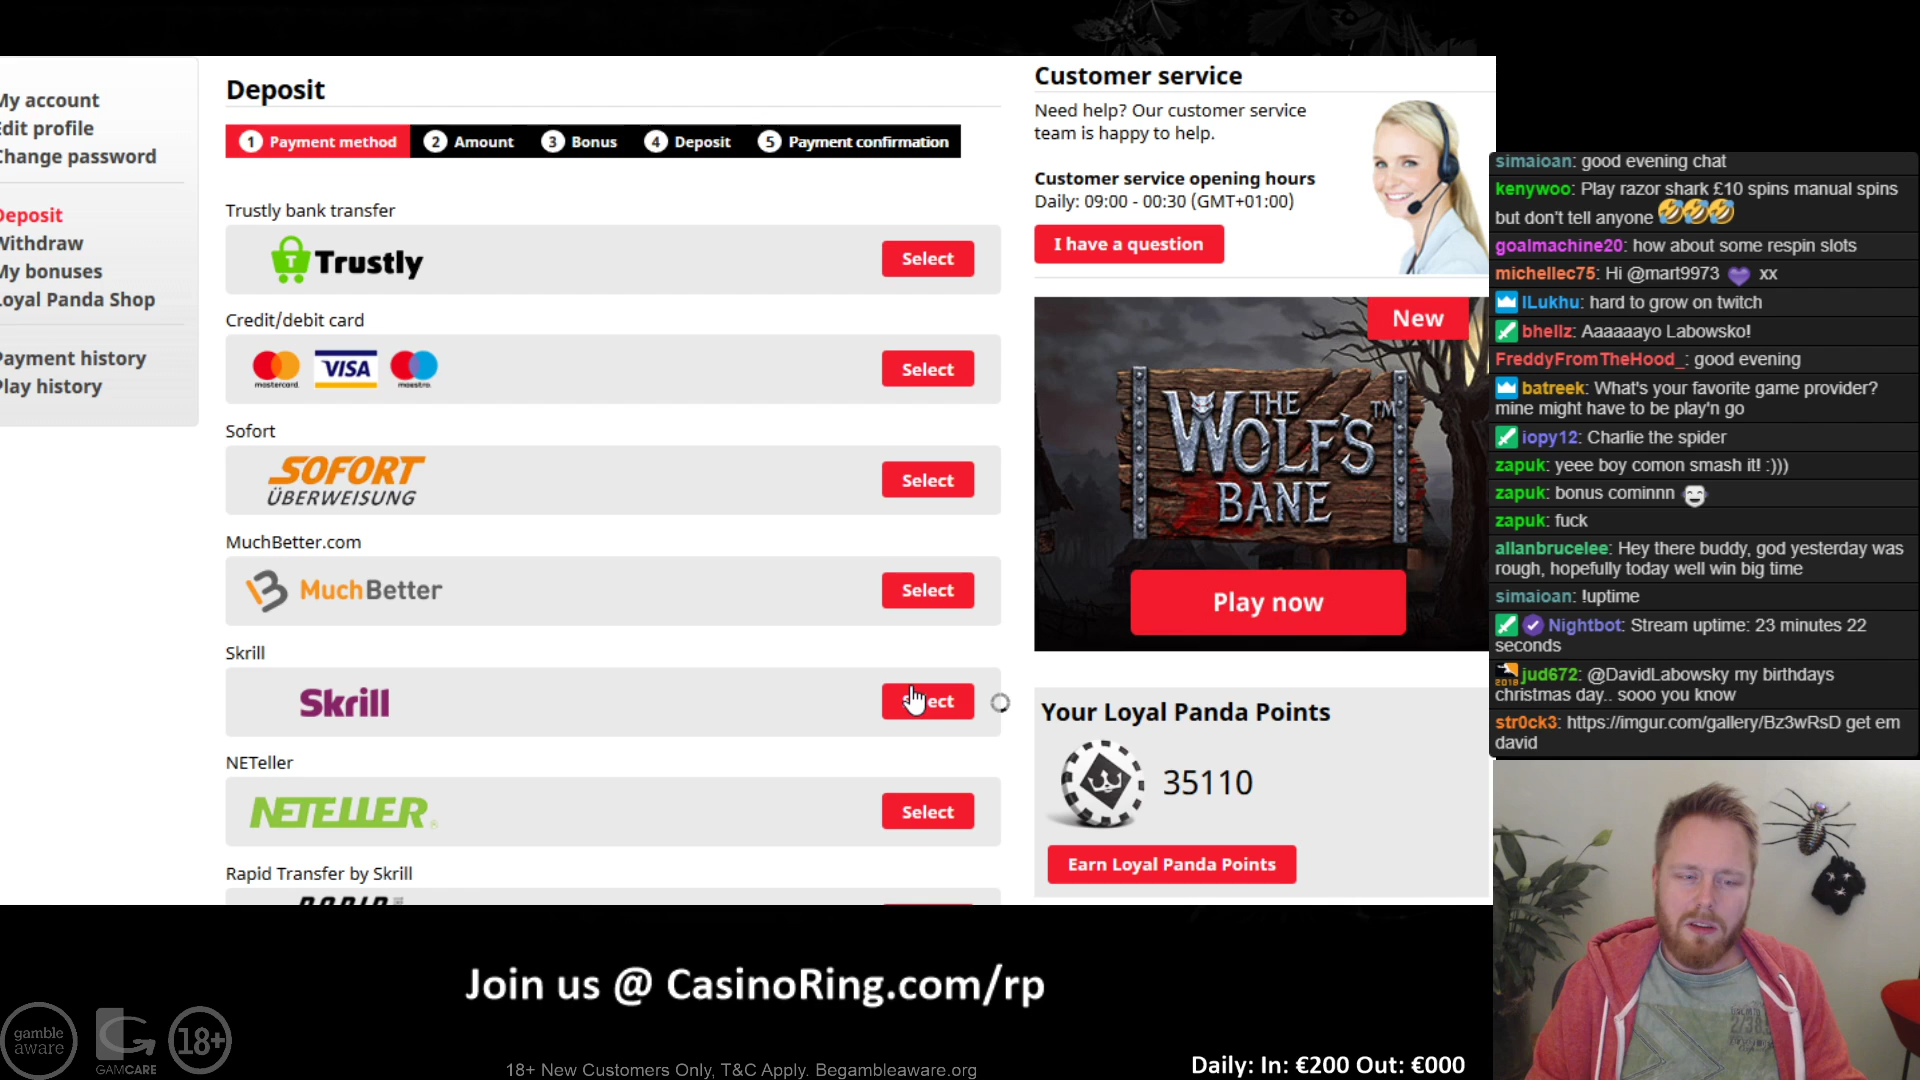 My account
Edit profile
Change password
Deposit
Withdraw
My bonuses
Loyal Panda Shop
Payment history
Play history
Deposit
1 Payment method 2 Amount 3 Bonus 4 Deposit 5 Payment confirmation
Trustly bank transfer
T Trustly Select
Credit/debit card
mastercard. VISA maestro. Select
Sofort
SOFORT
ÜBERWEISUNG Select
MuchBetter.com
MuchBetter Select
Skrill
Skrill Select
NETeller
NETELLER Select
Rapid Transfer by Skrill
Customer service
Need help? Our customer service
team is happy to help.
Customer service opening hours
Daily: 09:00 - 00:30 (GMT+01:00)
I have a question
New
THE
WOLF'S™
BANE
Play now
Your Loyal Panda Points
35110
Earn Loyal Panda Points
simaioan: good evening chat
kenywoo: Play razor shark £10 spins manual spins
but don't tell anyone 🤣🤣🤣
goalmachine20: how about some respin slots
michellec75: Hi @mart9973 💜 xx
ILukhu: hard to grow on twitch
bhellz: Aaaaaayo Labowsko!
FreddyFromTheHood_: good evening
batreek: What's your favorite game provider?
mine might have to be play'n go
iopy12: Charlie the spider
zapuk: yeee boy comon smash it! :)))
zapuk: bonus cominnn
zapuk: fuck
allanbrucelee: Hey there buddy, god yesterday was
rough, hopefully today well win big time
simaioan: !uptime
Nightbot: Stream uptime: 23 minutes 22
seconds
2018 jud672: @DavidLabowsky my birthdays
christmas day.. sooo you know
str0ck3: https://imgur.com/gallery/Bz3wRsD get em
david
Join us @ CasinoRing.com/rp
gamble
aware
GAMCARE
18+
18+ New Customers Only, T&C Apply. Begambleaware.org
Daily: In: €200 Out: €000